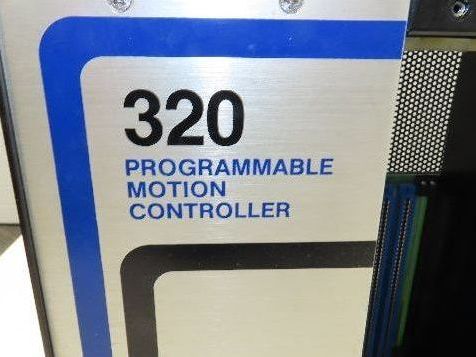 320
PROGRAMMABLE
MOTION
CONTROLLER